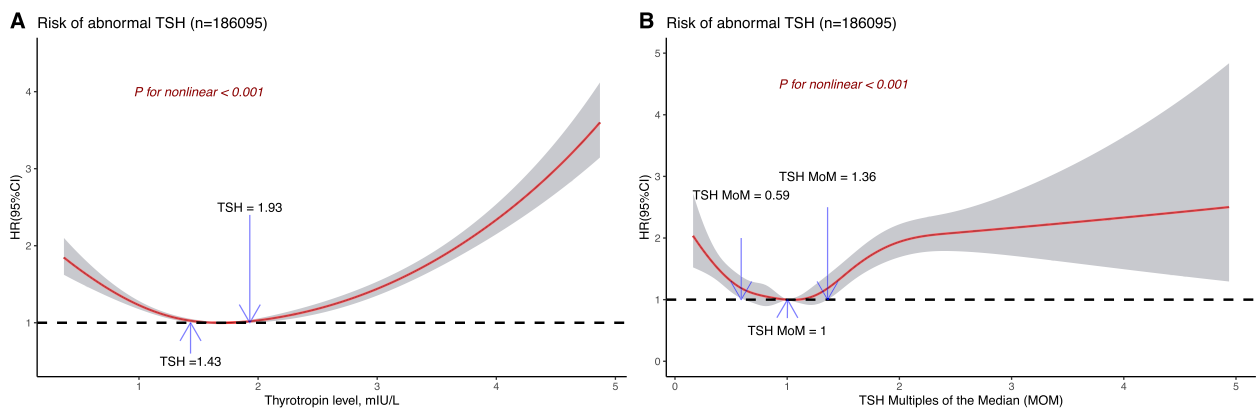 A Risk of abnormal TSH (n=186095)
P for nonlinear < 0.001
TSH = 1.93
TSH =1.43
HR(95%CI)
4
3
2
1
1 2 3 4 5
Thyrotropin level, mIU/L
B Risk of abnormal TSH (n=186095)
P for nonlinear < 0.001
TSH MoM = 1.36
TSH MoM = 0.59
TSH MoM = 1
HR(95%CI)
5
4
3
2
1
0
0 1 2 3 4 5
TSH Multiples of the Median (MOM)